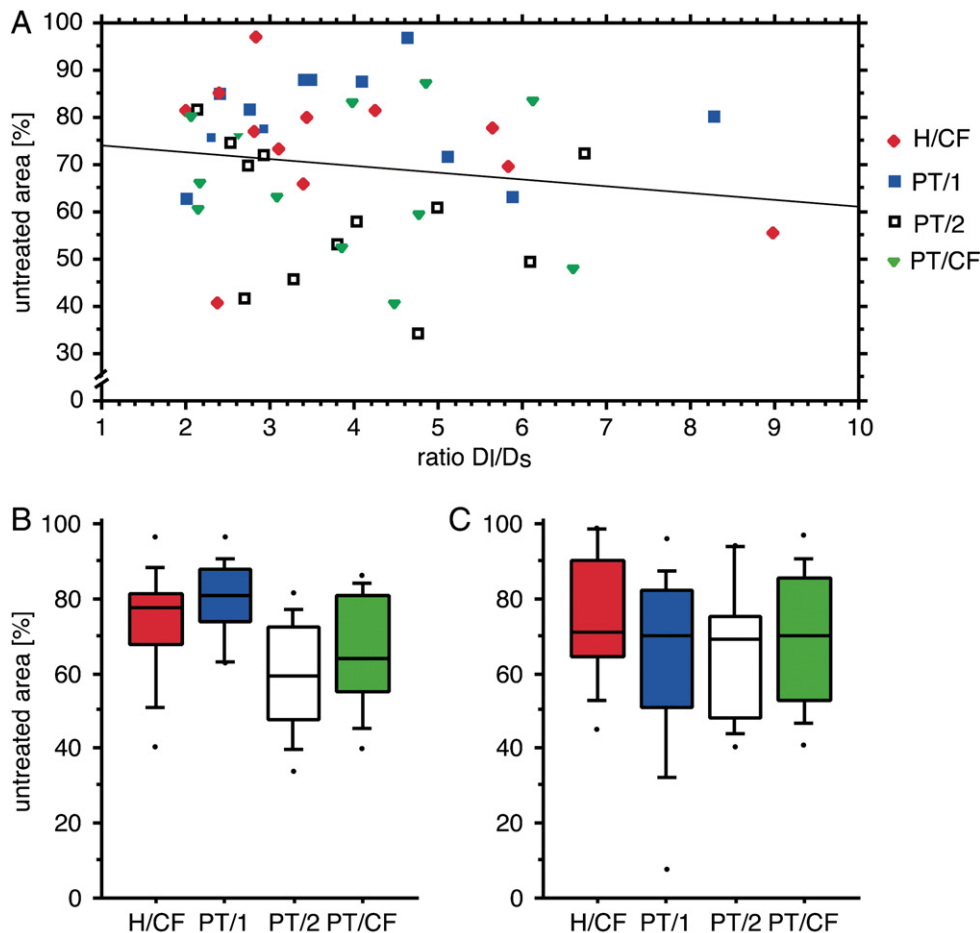 A
untreated area [%]
100
90
80
70
60
50
40
30
0
1 2 3 4 5 6 7 8 9 10
ratio Dl/Ds
H/CF
PT/1
PT/2
PT/CF
B
untreated area [%]
100
80
60
40
20
0
H/CF PT/1 PT/2 PT/CF
C
100
80
60
40
20
0
H/CF PT/1 PT/2 PT/CF